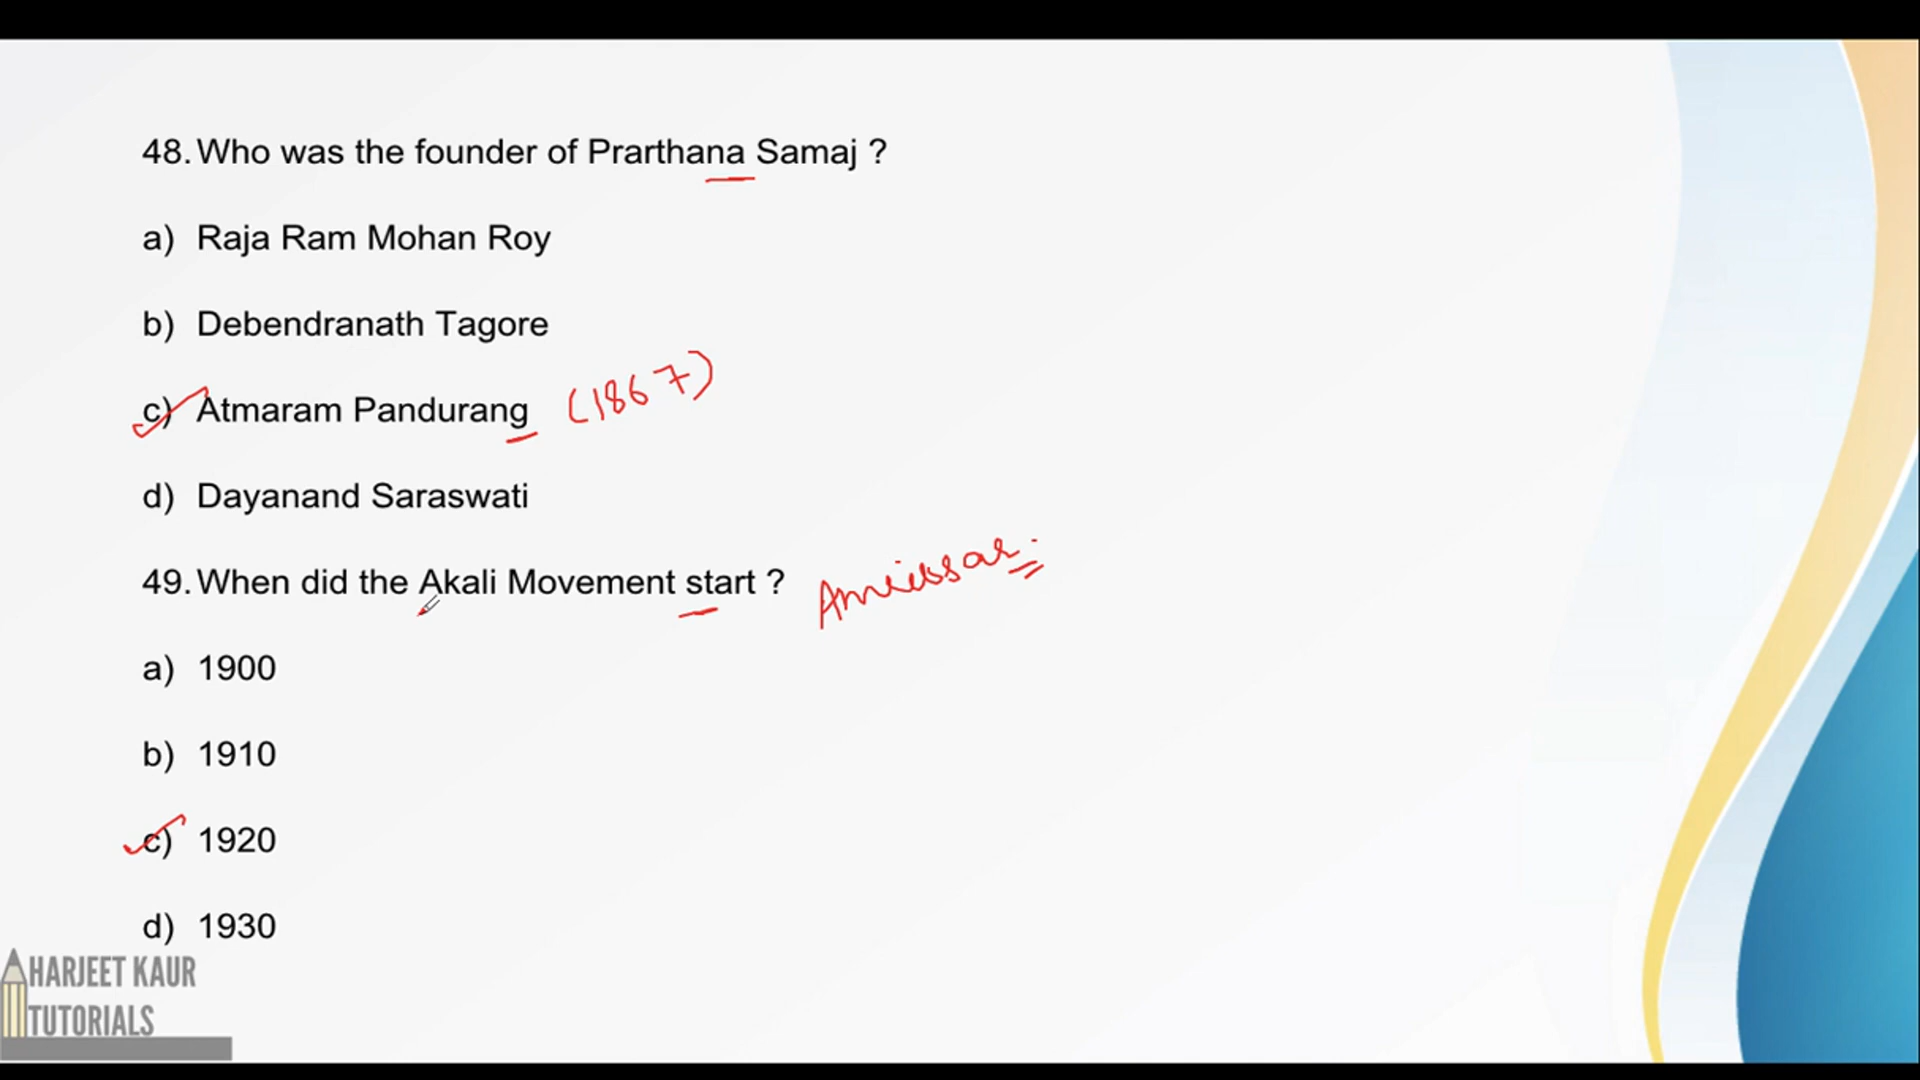 48. Who was the founder of Prarthana Samaj ?
a) Raja Ram Mohan Roy
b) Debendranath Tagore
c) Atmaram Pandurang (1867)
d) Dayanand Saraswati
49. When did the Akali Movement start ? Amritsar
a) 1900
b) 1910
c) 1920
d) 1930
HARJEET KAUR
TUTORIALS